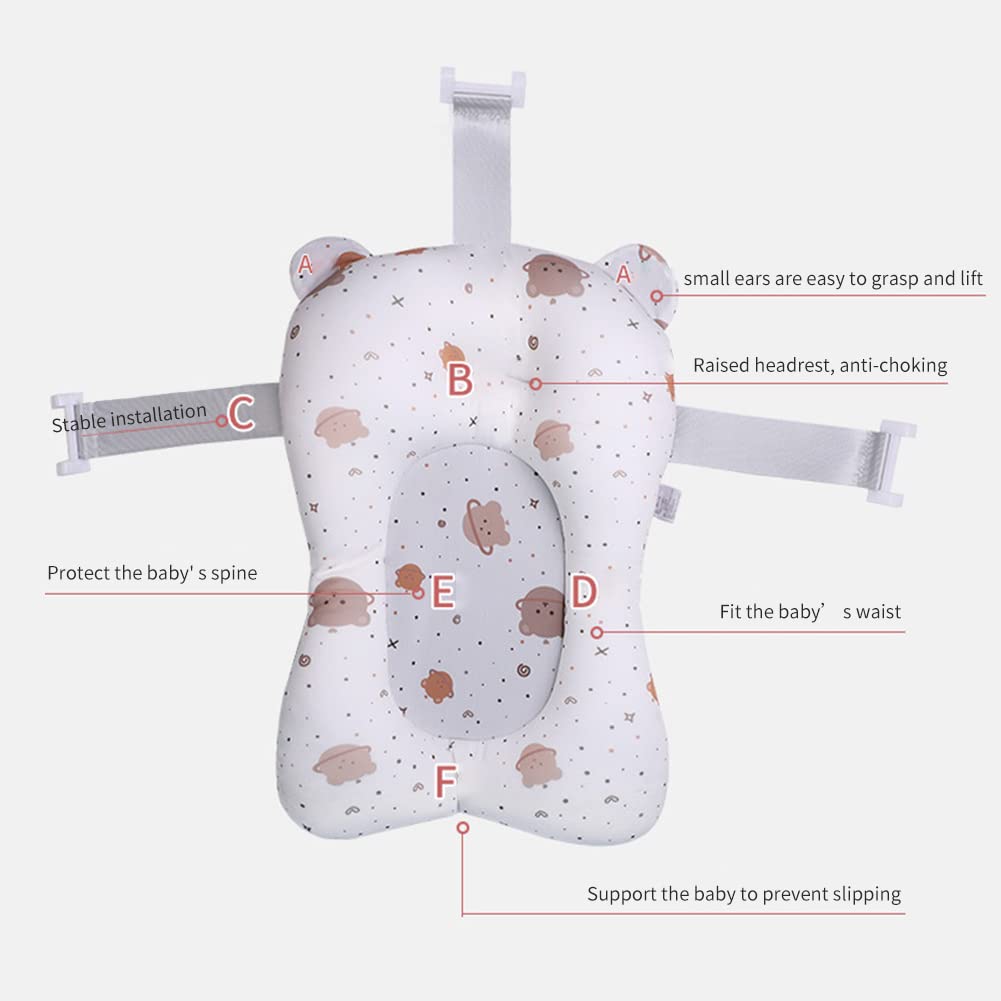 A
A
small ears are easy to grasp and lift
B
Raised headrest, anti-choking
Stable installation
C
Protect the baby' s spine
E
D
Fit the baby’ s waist
F
Support the baby to prevent slipping